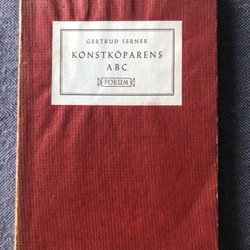 GERTRUD SERNER
KONSTKÖPARENS
ABC
FORUM